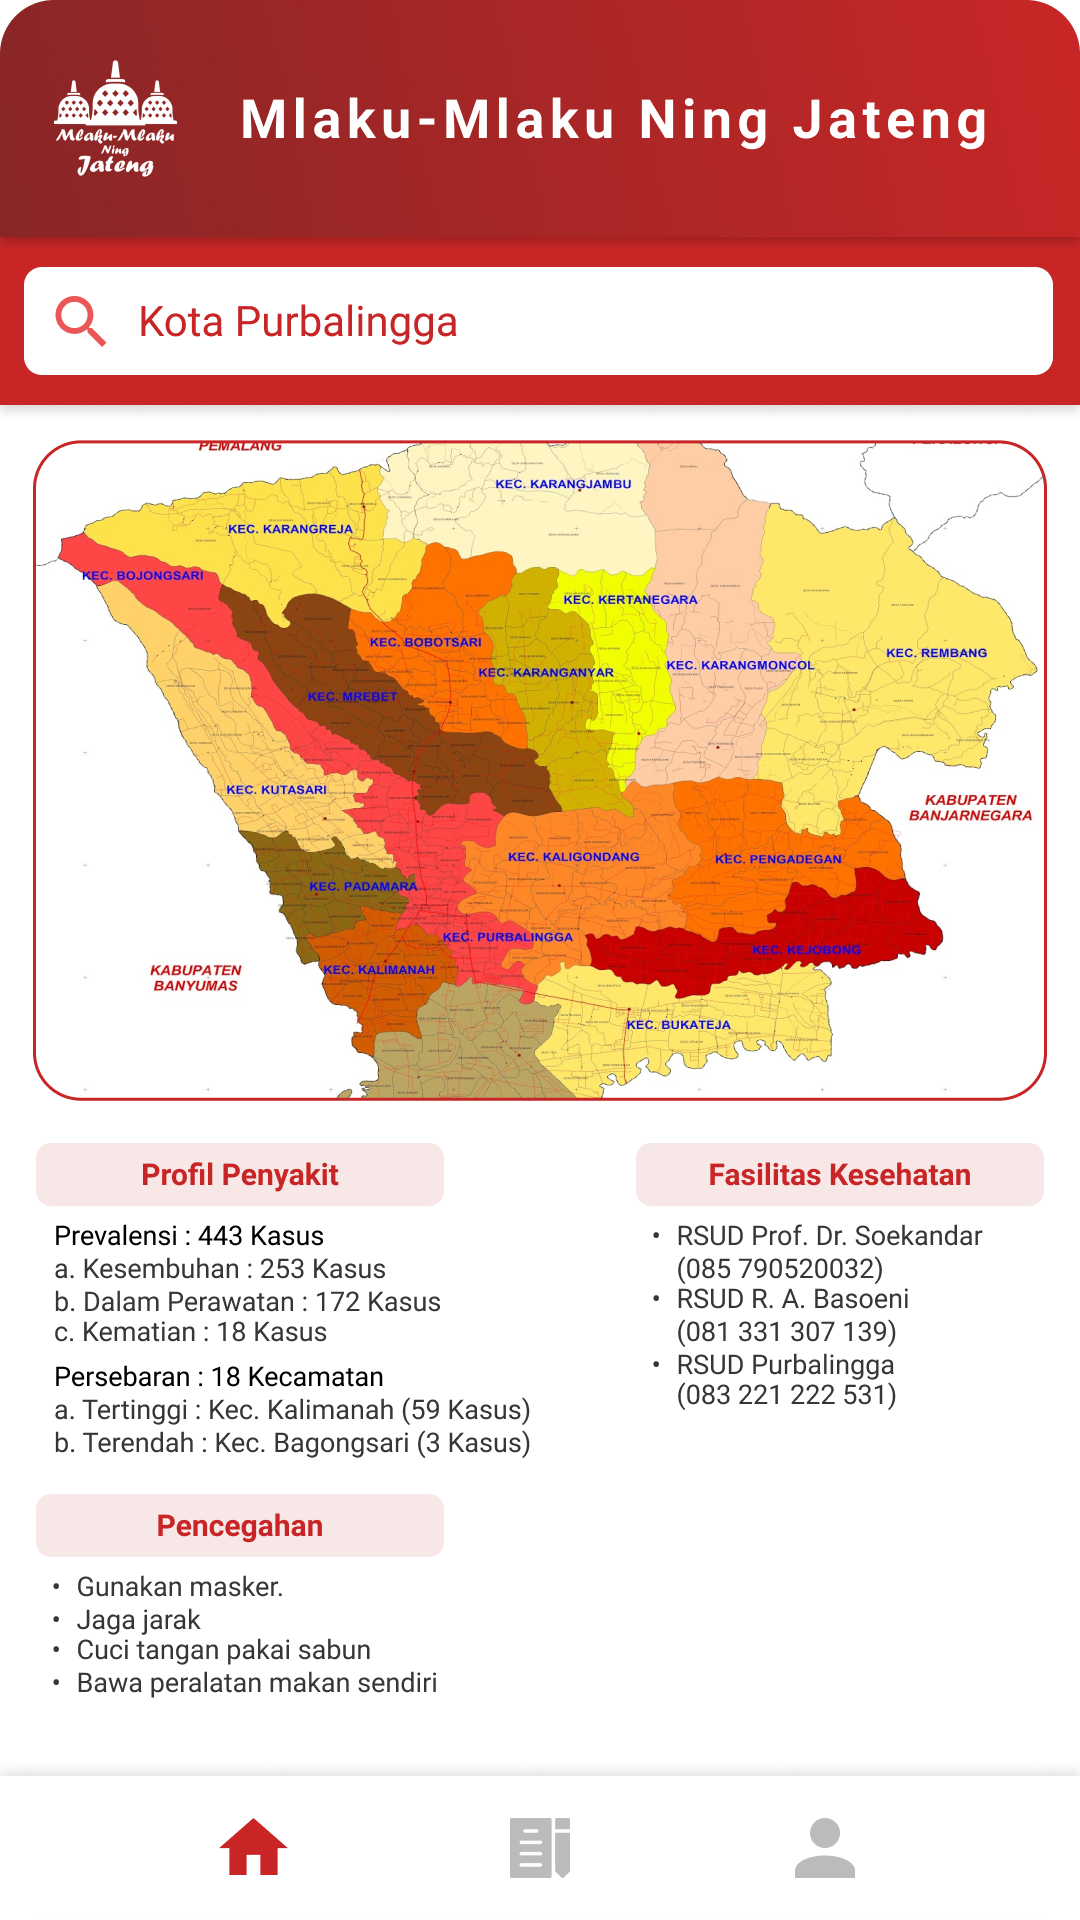 Mlaku-Mlaku
Ning
Jateng
Mlaku-Mlaku Ning Jateng
Kota Purbalingga
PEMALANG
KEC. KARANGJAMBU
KEC. KARANGREJA
KEC. BOJONGSARI
KEC. KERTANEGARA
KEC. BOBOTSARI
KEC. REMBANG
KEC. KARANGANYAR
KEC. KARANGMONCOL
KEC. MREBET
KEC. KUTASARI
KABUPATEN
BANJARNEGARA
KEC. KALIGONDANG
KEC. PENGADEGAN
KEC. PADAMARA
KEC. PURBALINGGA
KEC. KEJOBONG
KABUPATEN
BANYUMAS
KEC. KALIMANAH
KEC. BUKATEJA
Profil Penyakit
Prevalensi : 443 Kasus
a. Kesembuhan : 253 Kasus
b. Dalam Perawatan : 172 Kasus
c. Kematian : 18 Kasus
Persebaran : 18 Kecamatan
a. Tertinggi : Kec. Kalimanah (59 Kasus)
b. Terendah : Kec. Bagongsari (3 Kasus)
Fasilitas Kesehatan
• RSUD Prof. Dr. Soekandar
(085 790520032)
• RSUD R. A. Basoeni
(081 331 307 139)
• RSUD Purbalingga
(083 221 222 531)
Pencegahan
• Gunakan masker.
• Jaga jarak
• Cuci tangan pakai sabun
• Bawa peralatan makan sendiri